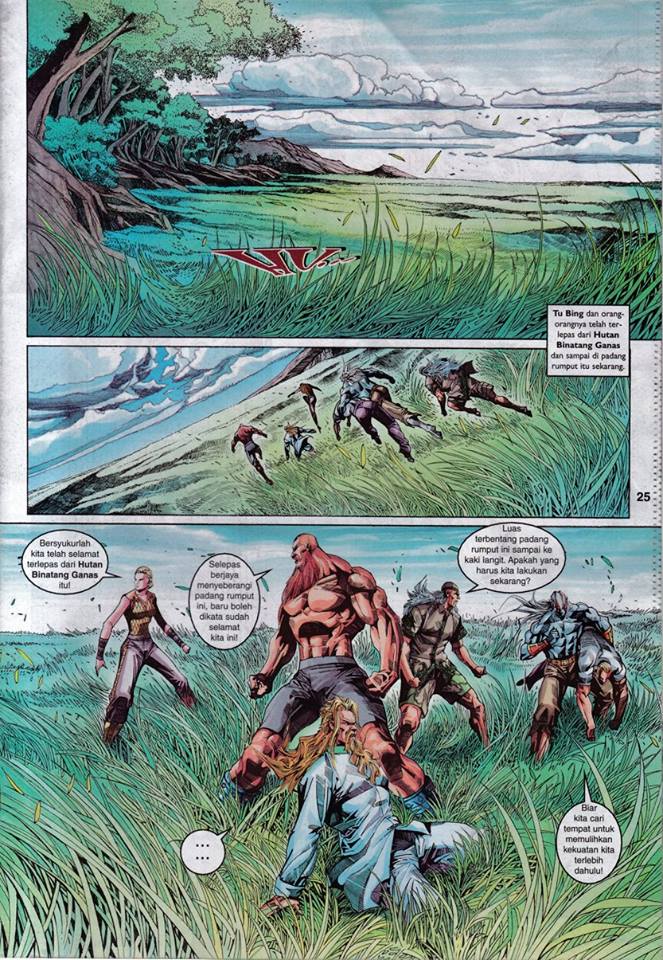 Tu Bing dan orang-
orangnya telah ter-
lepas dari Hutan
Binatang Ganas
dan sampai di padang
rumput itu sekarang.
25
Bersyukurlah
kita telah selamat
terlepas dari Hutan
Binatang Ganas
itu!
Selepas
berjaya
menyeberangi
padang rumput
ini, baru boleh
dikata sudah
selamat
kita ini!
Luas
terbentang padang
rumput ini sampai ke
kaki langit. Apakah yang
harus kita lakukan
sekarang?
...
...
Biar
kita cari
tempat untuk
memulihkan
kekuatan kita
terlebih
dahulu!